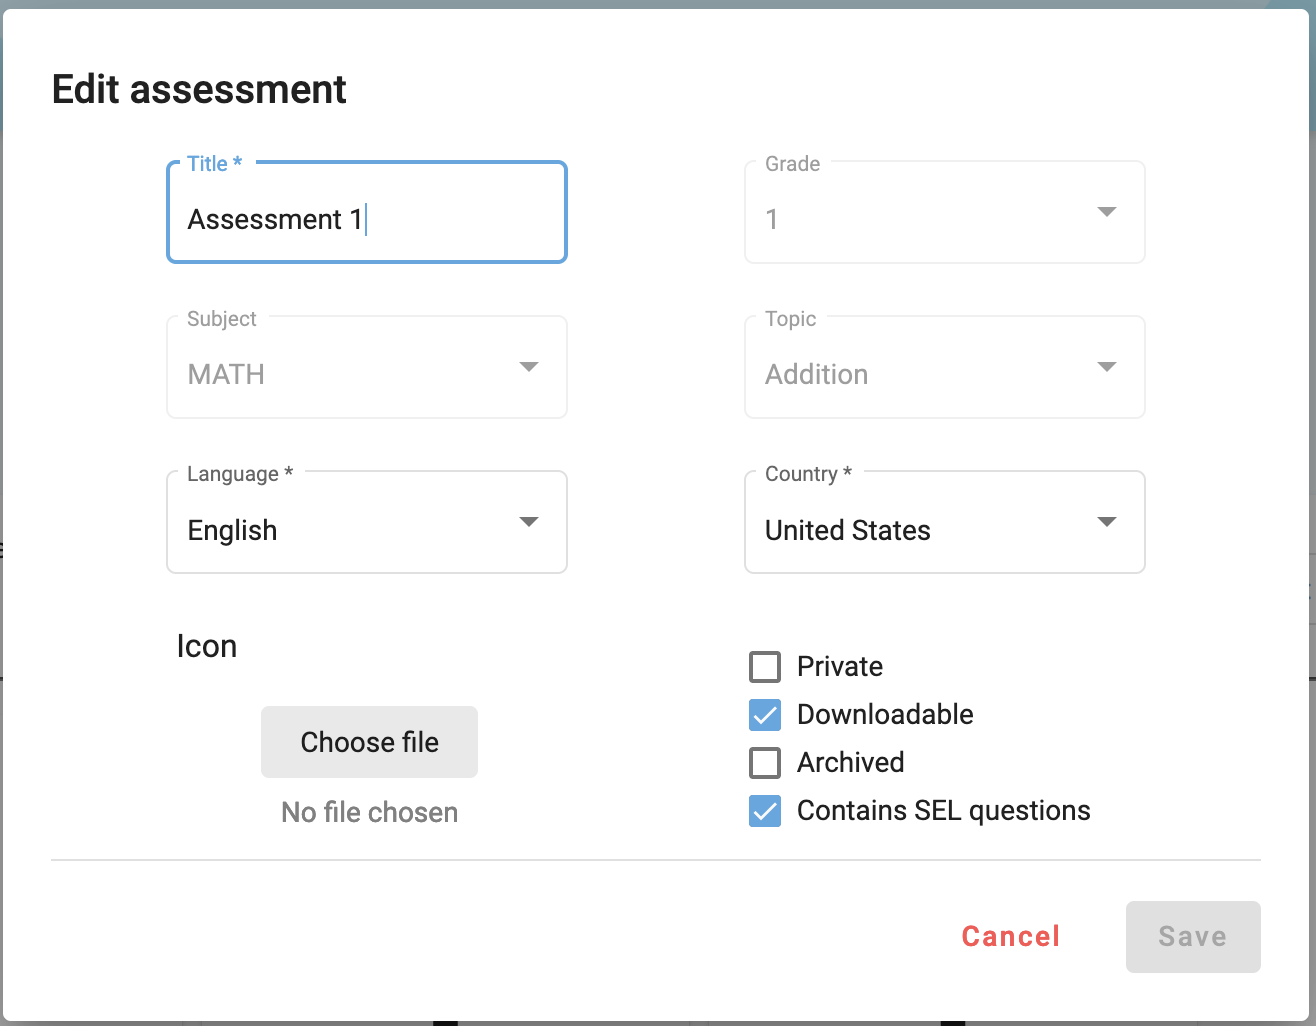 Edit assessment
Title *
Assessment 1
Grade
1
Subject
MATH
Topic
Addition
Language *
English
Country *
United States
Icon
Choose file
No file chosen
Private
Downloadable
Archived
Contains SEL questions
Cancel
Save